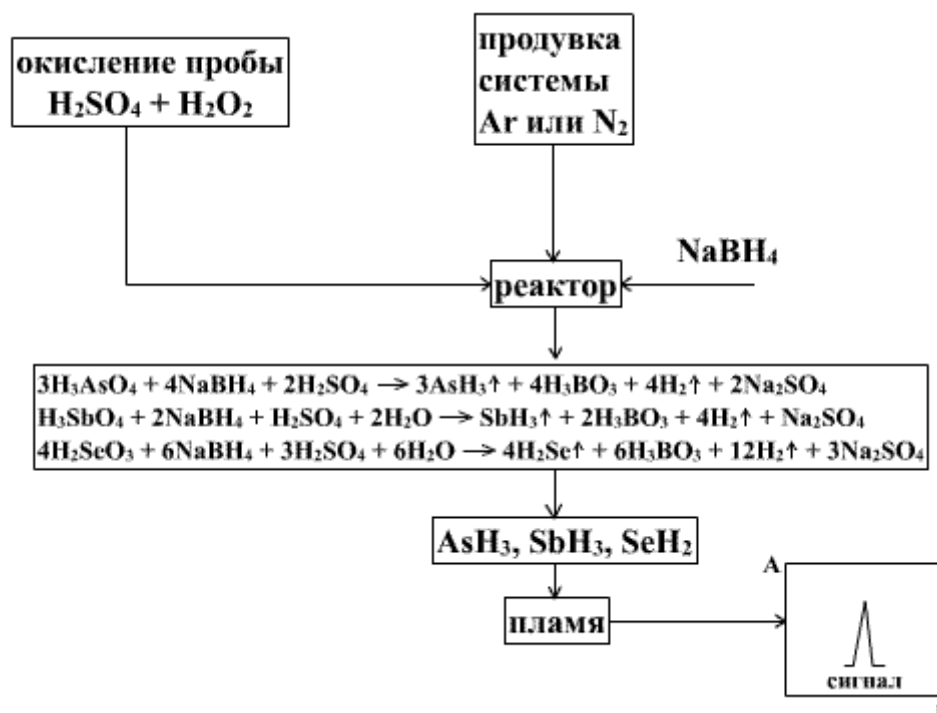 окисление пробы
H₂SO₄ + H₂O₂
продувка
системы
Ar или N₂
NaBH₄
реактор
3H₃AsO₄ + 4NaBH₄ + 2H₂SO₄ → 3AsH₃↑ + 4H₃BO₃ + 4H₂↑ + 2Na₂SO₄
H₃SbO₄ + 2NaBH₄ + H₂SO₄ + 2H₂O → SbH₃↑ + 2H₃BO₃ + 4H₂↑ + Na₂SO₄
4H₂SeO₃ + 6NaBH₄ + 3H₂SO₄ + 6H₂O → 4H₂Se↑ + 6H₃BO₃ + 12H₂↑ + 3Na₂SO₄
AsH₃, SbH₃, SeH₂
пламя
A
сигнал